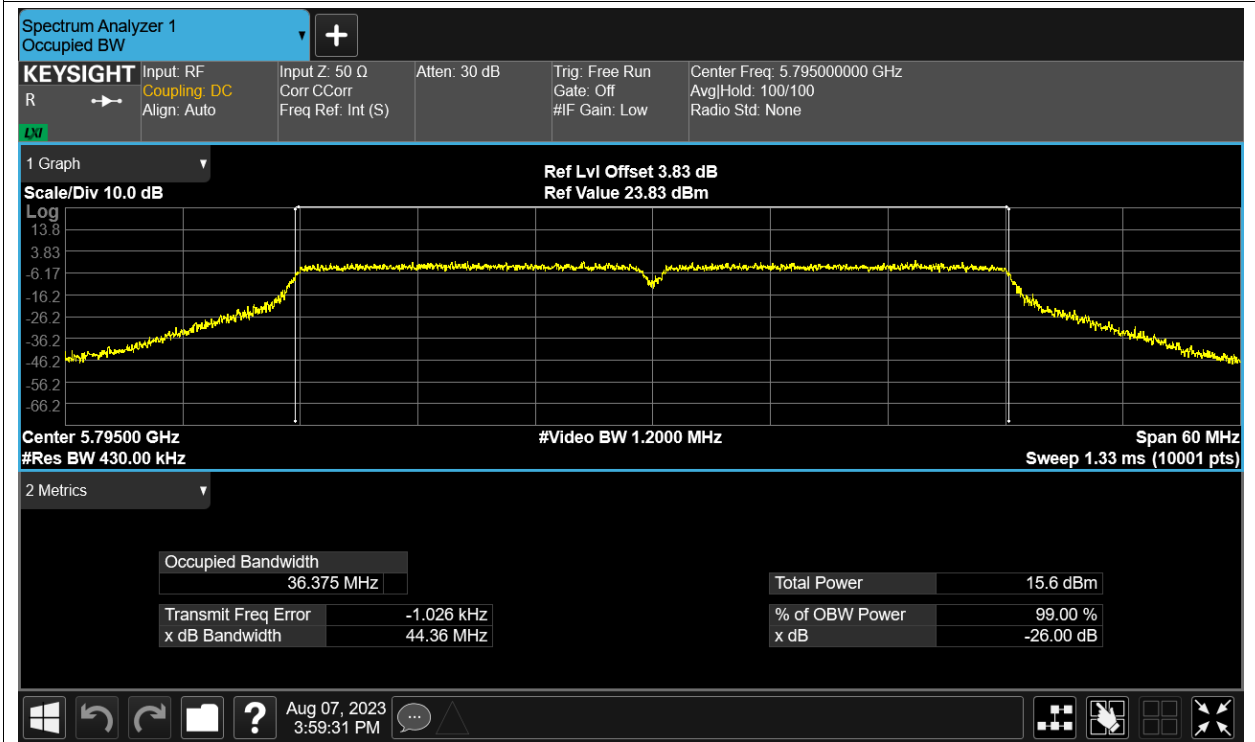 Spectrum Analyzer 1
Occupied BW
KEYSIGHT
R
LXI
Input: RF
Coupling: DC
Align: Auto
Input Z: 50 Ω
Corr CCorr
Freq Ref: Int (S)
Atten: 30 dB
Trig: Free Run
Gate: Off
#IF Gain: Low
Center Freq: 5.795000000 GHz
Avg|Hold: 100/100
Radio Std: None
1 Graph
Scale/Div 10.0 dB
Ref Lvl Offset 3.83 dB
Ref Value 23.83 dBm
Log
13.8
3.83
-6.17
-16.2
-26.2
-36.2
-46.2
-56.2
-66.2
Center 5.79500 GHz
#Video BW 1.2000 MHz
Span 60 MHz
#Res BW 430.00 kHz
Sweep 1.33 ms (10001 pts)
2 Metrics
Occupied Bandwidth
36.375 MHz
Total Power 15.6 dBm
Transmit Freq Error -1.026 kHz
% of OBW Power 99.00 %
x dB Bandwidth 44.36 MHz
x dB -26.00 dB
?
Aug 07, 2023
3:59:31 PM